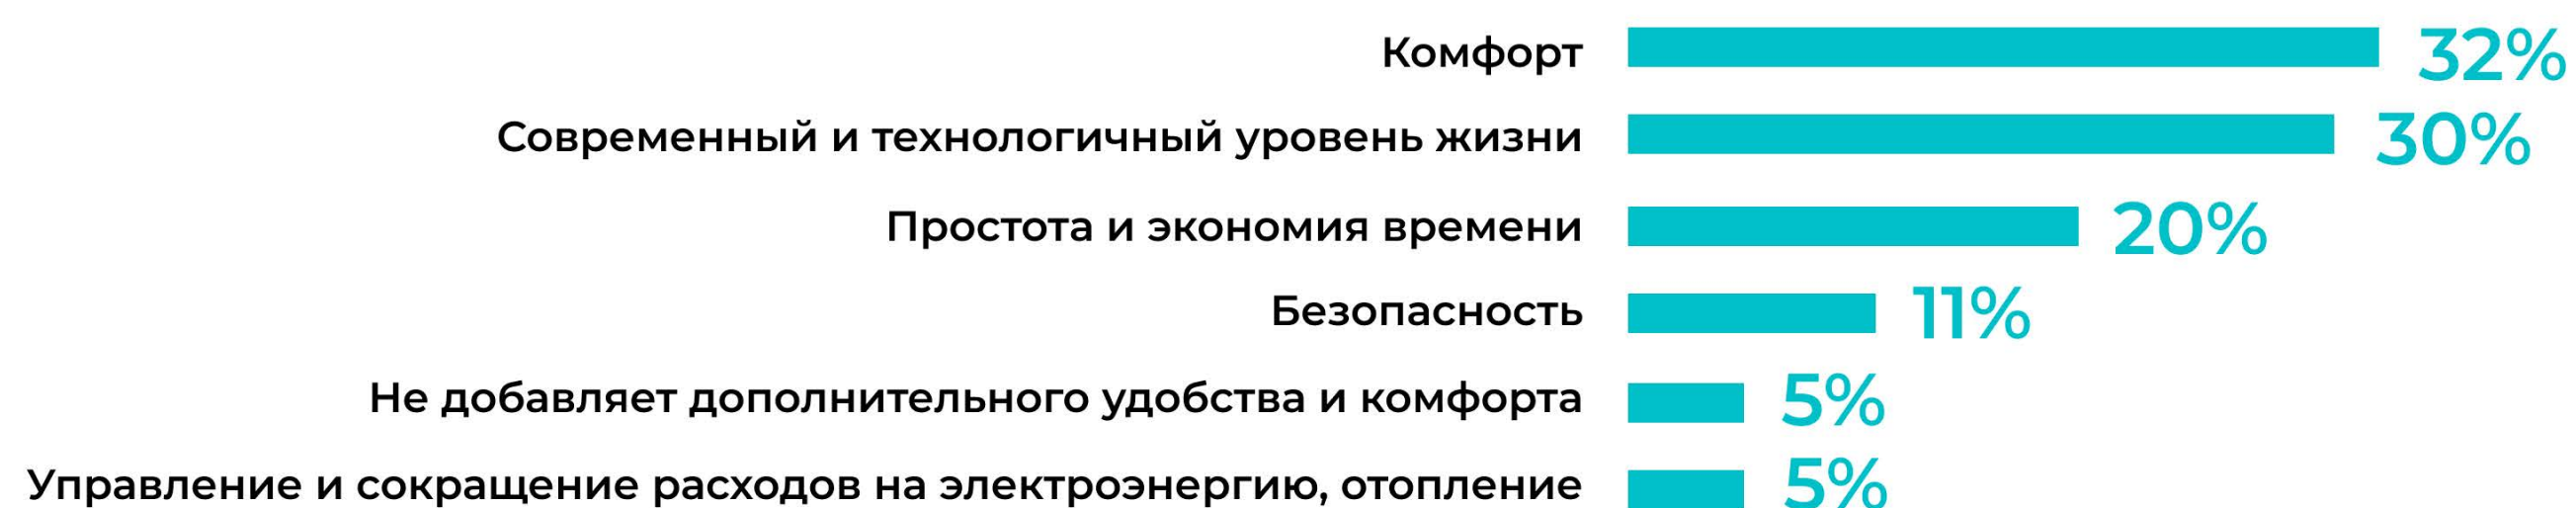 Комфорт 32%
Современный и технологичный уровень жизни 30%
Простота и экономия времени 20%
Безопасность 11%
Не добавляет дополнительного удобства и комфорта 5%
Управление и сокращение расходов на электроэнергию, отопление 5%